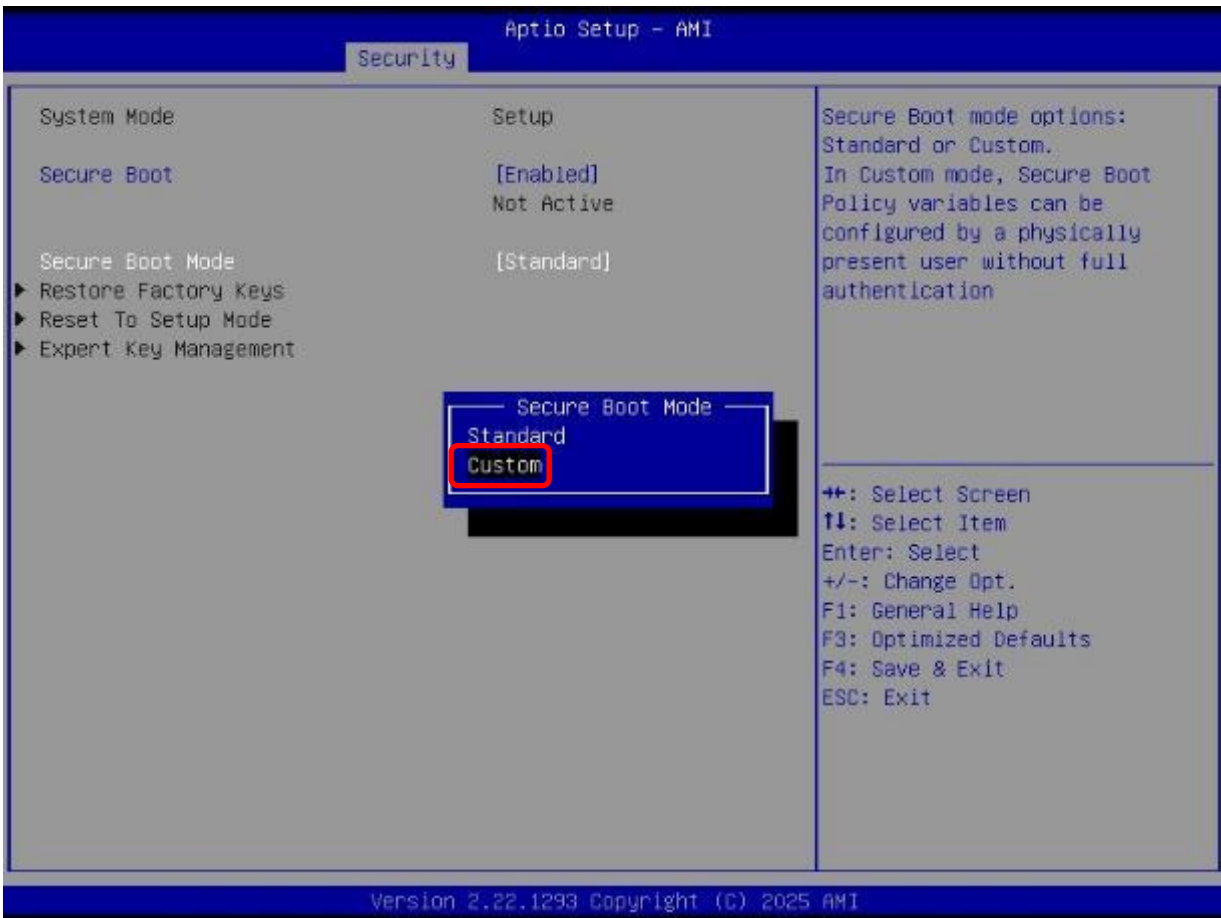 Aptio Setup - AMI
Security
System Mode Setup
Secure Boot [Enabled]
Not Active
Secure Boot Mode [Standard]
Restore Factory Keys
Reset To Setup Mode
Expert Key Management
Secure Boot Mode
Standard
Custom
Secure Boot mode options:
Standard or Custom.
In Custom mode, Secure Boot
Policy variables can be
configured by a physically
present user without full
authentication
→←: Select Screen
↑↓: Select Item
Enter: Select
+/-: Change Opt.
F1: General Help
F3: Optimized Defaults
F4: Save & Exit
ESC: Exit
Version 2.22.1293 Copyright (C) 2025 AMI